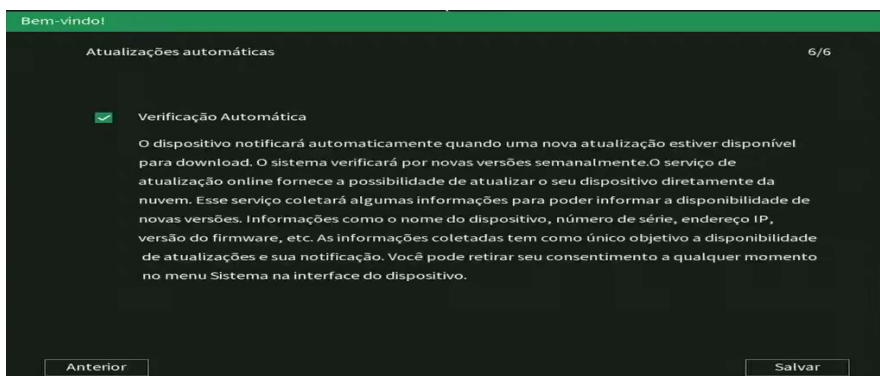 Bem-vindo!
Atualizações automáticas
6/6
Verificação Automática
O dispositivo notificará automaticamente quando uma nova atualização estiver disponível
para download. O sistema verificará por novas versões semanalmente.O serviço de
atualização online fornece a possibilidade de atualizar o seu dispositivo diretamente da
nuvem. Esse serviço coletará algumas informações para poder informar a disponibilidade de
novas versões. Informações como o nome do dispositivo, número de série, endereço IP,
versão do firmware, etc. As informações coletadas tem como único objetivo a disponibilidade
de atualizações e sua notificação. Você pode retirar seu consentimento a qualquer momento
no menu Sistema na interface do dispositivo.
Anterior
Salvar